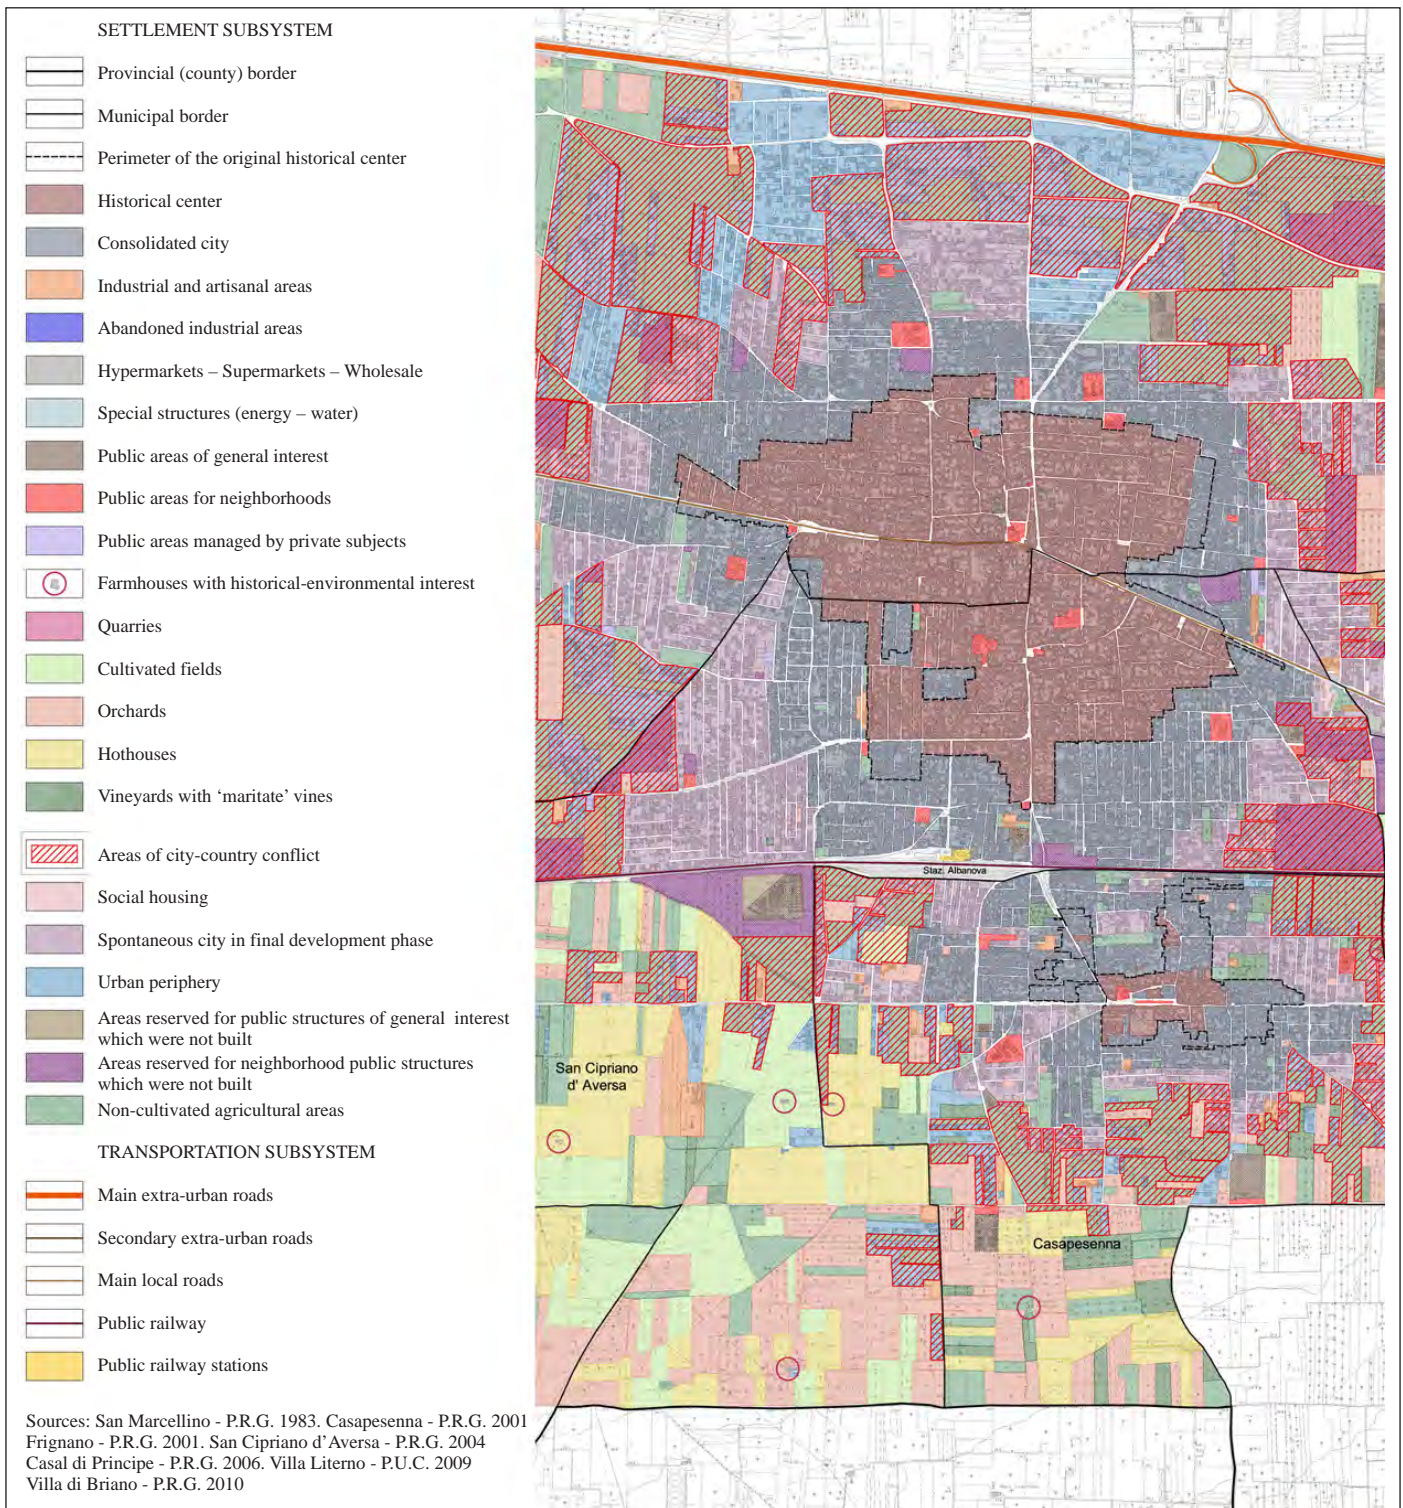 SETTLEMENT SUBSYSTEM
Provincial (county) border
Municipal border
Perimeter of the original historical center
Historical center
Consolidated city
Industrial and artisanal areas
Abandoned industrial areas
Hypermarkets – Supermarkets – Wholesale
Special structures (energy – water)
Public areas of general interest
Public areas for neighborhoods
Public areas managed by private subjects
Farmhouses with historical-environmental interest
Quarries
Cultivated fields
Orchards
Hothouses
Vineyards with ‘maritate’ vines
Areas of city-country conflict
Social housing
Spontaneous city in final development phase
Urban periphery
Areas reserved for public structures of general interest
which were not built
Areas reserved for neighborhood public structures
which were not built
Non-cultivated agricultural areas
TRANSPORTATION SUBSYSTEM
Main extra-urban roads
Secondary extra-urban roads
Main local roads
Public railway
Public railway stations
Sources: San Marcellino - P.R.G. 1983. Casapesenna - P.R.G. 2001
Frignano - P.R.G. 2001. San Cipriano d’Aversa - P.R.G. 2004
Casal di Principe - P.R.G. 2006. Villa Literno - P.U.C. 2009
Villa di Briano - P.R.G. 2010
Staz. Albanova
San Cipriano
d' Aversa
Casapesenna